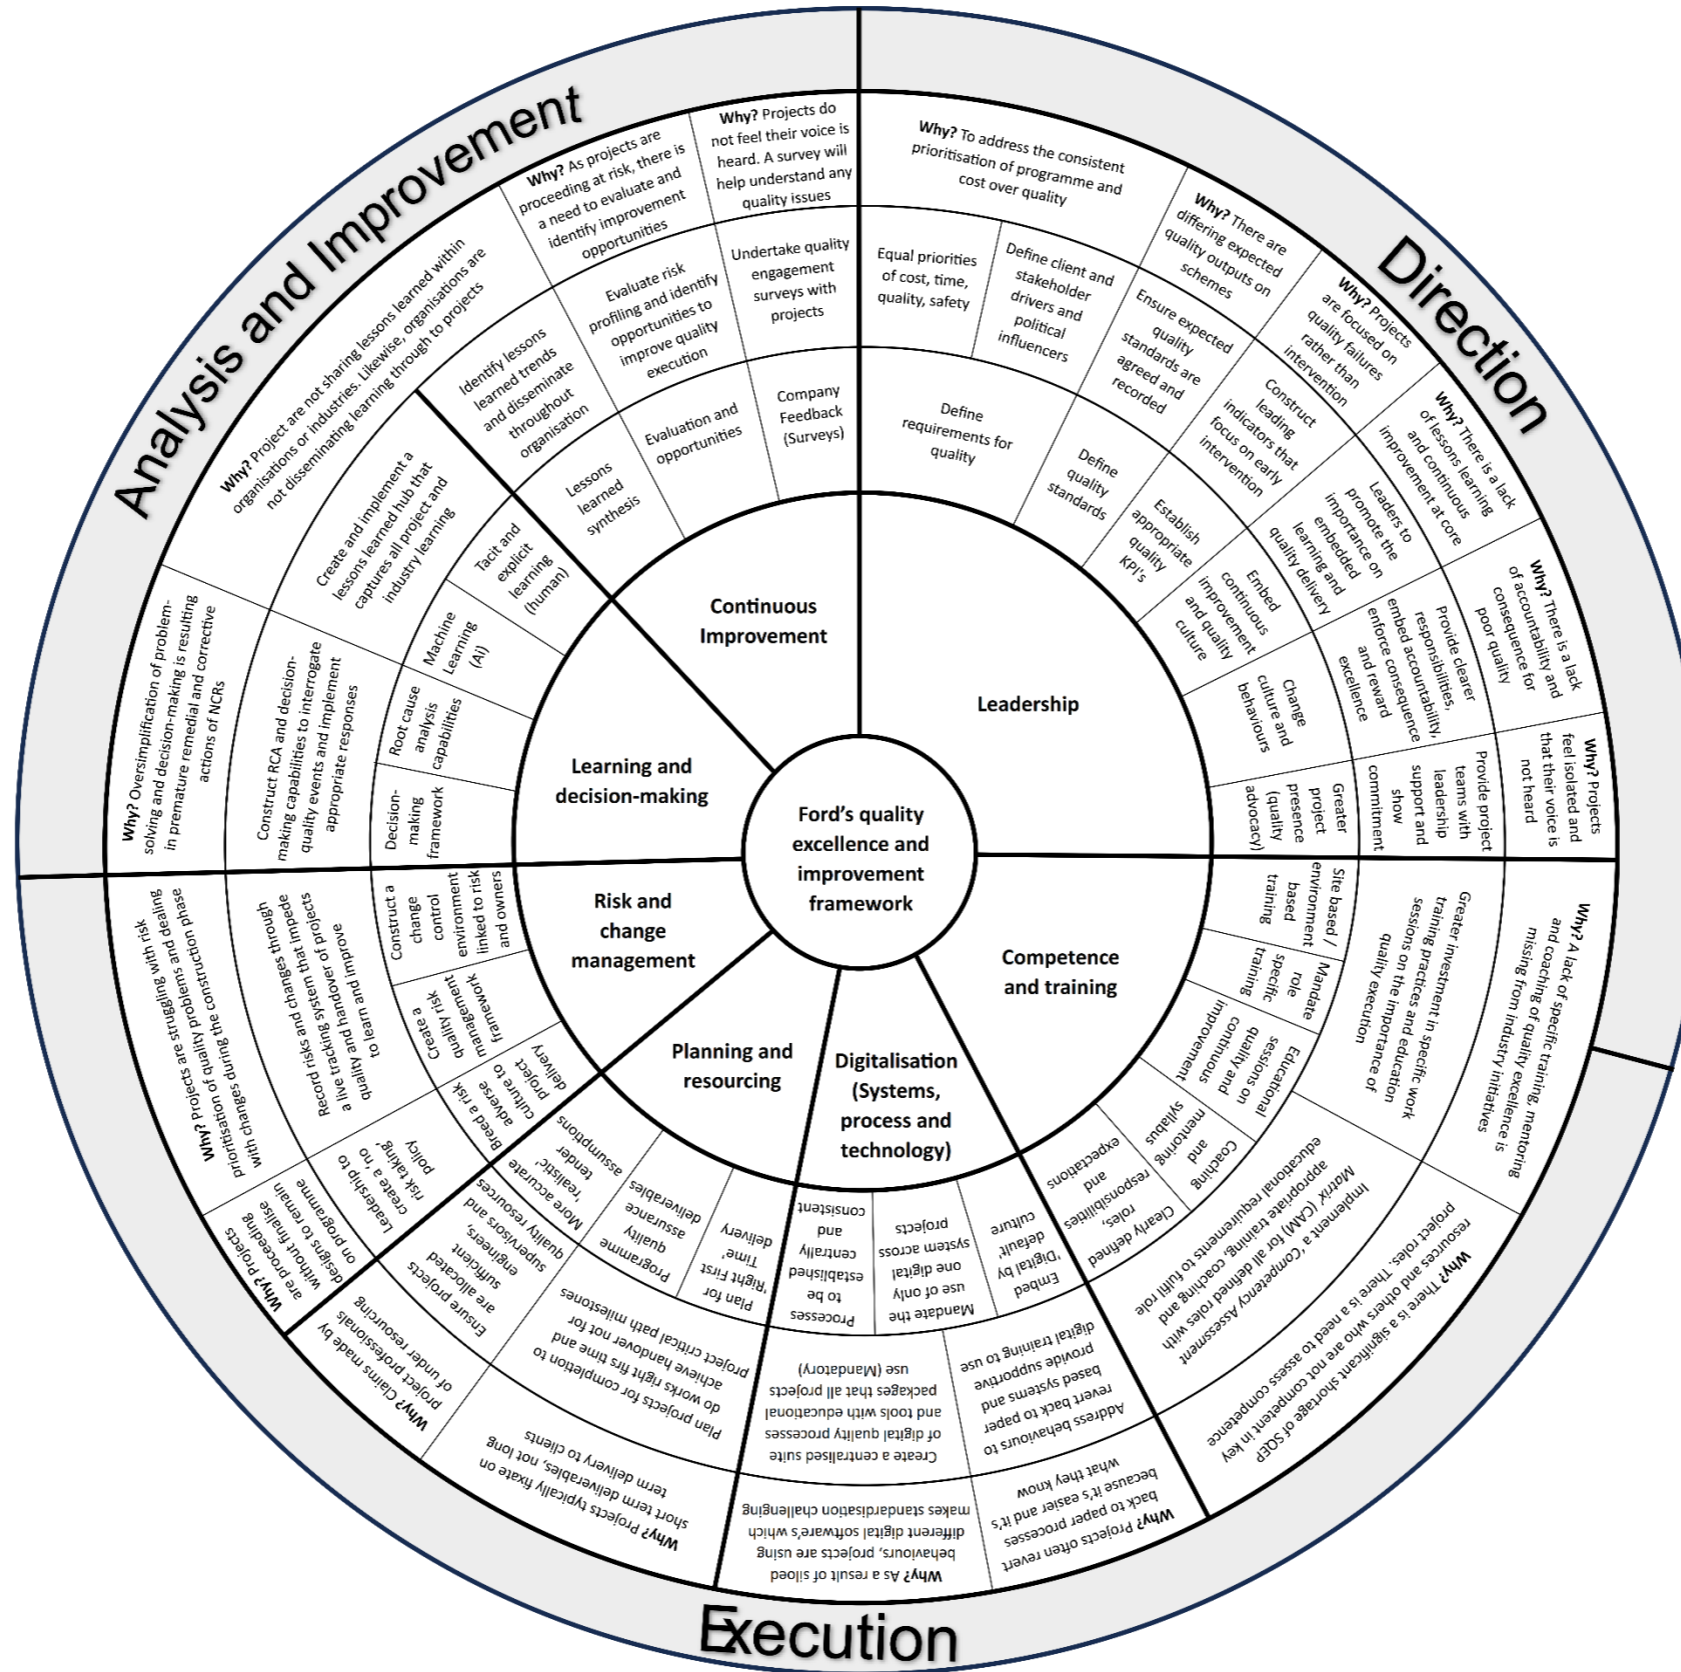 Analysis and Improvement
Direction
Execution
Ford's quality
excellence and
improvement
framework
Leadership
Competence
and training
Digitalisation
(Systems,
process and
technology)
Planning and
resourcing
Risk and
change
management
Learning and
decision-making
Continuous
Improvement
Define
requirements for
quality
Define
quality
standards
Establish
appropriate
quality
KPI's
Embed
continuous
improvement
and quality
culture
Change
culture and
behaviours
Greater
project
presence
(quality
advocacy)
Equal priorities
of cost, time,
quality, safety
Define client and
stakeholder
drivers and
political
influencers
Ensure expected
quality
standards are
agreed and
recorded
Construct
leading
indicators that
focus on early
intervention
Leaders to
promote the
importance on
embedded
learning and
quality delivery
Provide clearer
responsibilities,
embed accountability,
enforce consequence
and reward
excellence
Provide project
teams with
leadership
support and
show
commitment
Why? To address the consistent
prioritisation of programme and
cost over quality
Why? There are
differing expected
quality outputs on
schemes
Why? Projects
are focused on
quality failures
rather than
intervention
Why? There is a lack
of lessons learning
and continuous
improvement at core
Why? There is a lack
of accountability and
consequence for
poor quality
Why? Projects
feel isolated and
that their voice is
not heard
Site based /
environment
based
training
Mandate
role
specific
training
Educational
sessions on
quality and
continuous
improvement
Coaching
and
mentoring
syllabus
Clearly defined
roles,
responsibilities
and
expectations
Greater investment in specific work
training practices and education
sessions on the importance of
quality execution
Implement a 'Competency Assessment
Matrix' (CAM) for all defined roles with
appropriate training, coaching and
educational requirements to fulfil role
Why? A lack of specific training, mentoring
and coaching of quality excellence is
missing from industry initiatives
Why? There is a significant shortage of SQEP
resources and others who are not competent in key
project roles. There is a need to assess competence
Embed
'Digital by
default'
culture
Mandate the
use of only
one digital
system across
projects
Processes
to be
established
centrally
and
consistent
Address behaviours to
revert back to paper
based systems and
provide supportive
digital training to use
Create a centralised suite
of digital quality processes
and tools with educational
packages that all projects
use (Mandatory)
Why? Projects often revert
back to paper processes
because it's easier and it's
what they know
Why? As a result of siloed
behaviours, projects are using
different digital software's which
makes standardisation challenging
Plan for
'Right First
Time'
delivery
Programme
quality
assurance
deliverables
More accurate
'realistic'
tender
assumptions
Plan projects for completion to
do works right firs time and
achieve handover not for
project critical path milestones
Ensure projects
are allocated
sufficient
engineers,
supervisors and
quality resources
Why? Projects typically fixate on
short term deliverables, not long
term delivery to clients
Why? Claims made by
project professionals
of under resourcing
Breed a risk
adverse
culture to
project
delivery
Create a
quality risk
management
framework
Construct a
change
control
environment
linked to risk
and owners
Leadership to
create a 'no
risk taking'
policy
Record risks and changes through
a live tracking system that impede
quality and handover of projects
to learn and improve
Why? Projects
are proceeding
without finalise
designs to remain
on programme
Why? Projects are struggling with risk
prioritisation of quality problems and dealing
with changes during the construction phase
Decision-
making
framework
Root cause
analysis
capabilities
Machine
Learning
(AI)
Tacit and
explicit
learning
(human)
Construct RCA and decision-
making capabilities to interrogate
quality events and implement
appropriate responses
Create and implement a
lessons learned hub that
captures all project and
industry learning
Why? Oversimplification of problem-
solving and decision-making is resulting
in premature remedial and corrective
actions of NCRs
Why? Project are not sharing lessons learned within
organisations or industries. Likewise, organisations are
not disseminating learning through to projects
Lessons
learned
synthesis
Evaluation and
opportunities
Company
Feedback
(Surveys)
Identify lessons
learned trends
and disseminate
throughout
organisation
Evaluate risk
profiling and identify
opportunities to
improve quality
execution
Undertake quality
engagement
surveys with
projects
Why? As projects are
proceeding at risk, there is
a need to evaluate and
identify improvement
opportunities
Why? Projects do
not feel their voice is
heard. A survey will
help understand any
quality issues